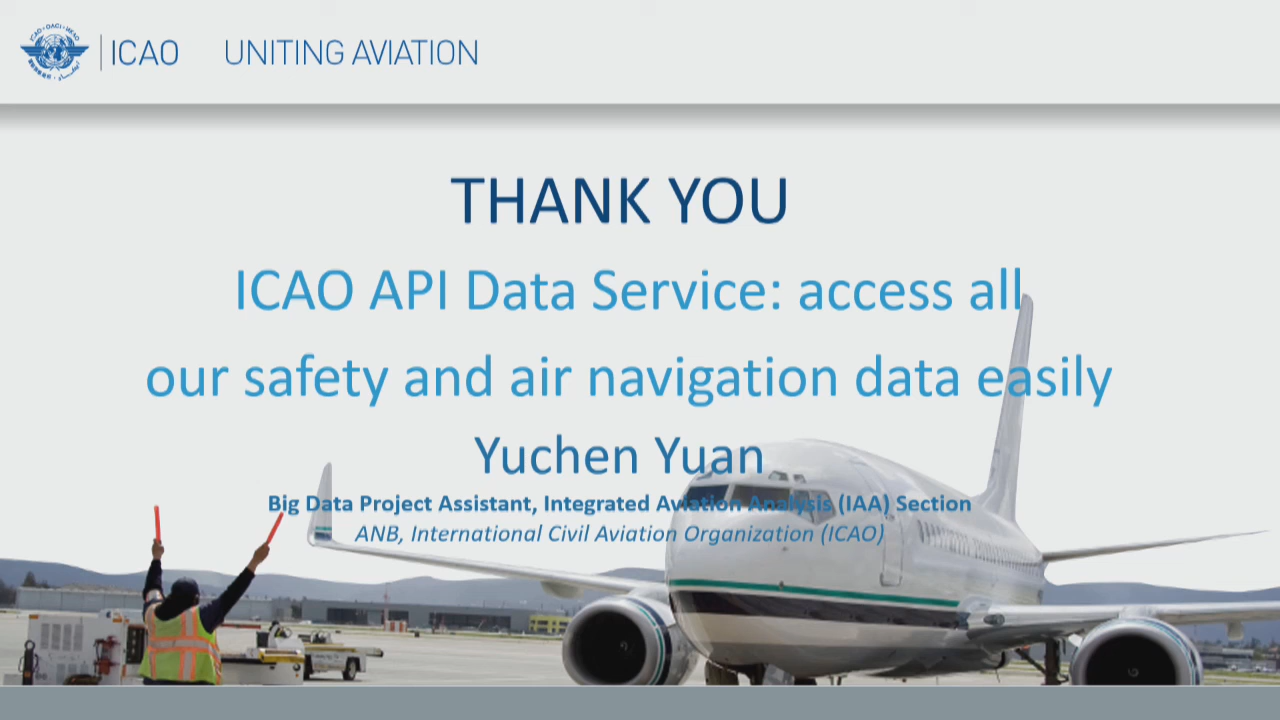 ICAO UNITING AVIATION
THANK YOU
ICAO API Data Service: access all
our safety and air navigation data easily
Yuchen Yuan
Big Data Project Assistant, Integrated Aviation Analysis (IAA) Section
ANB, International Civil Aviation Organization (ICAO)